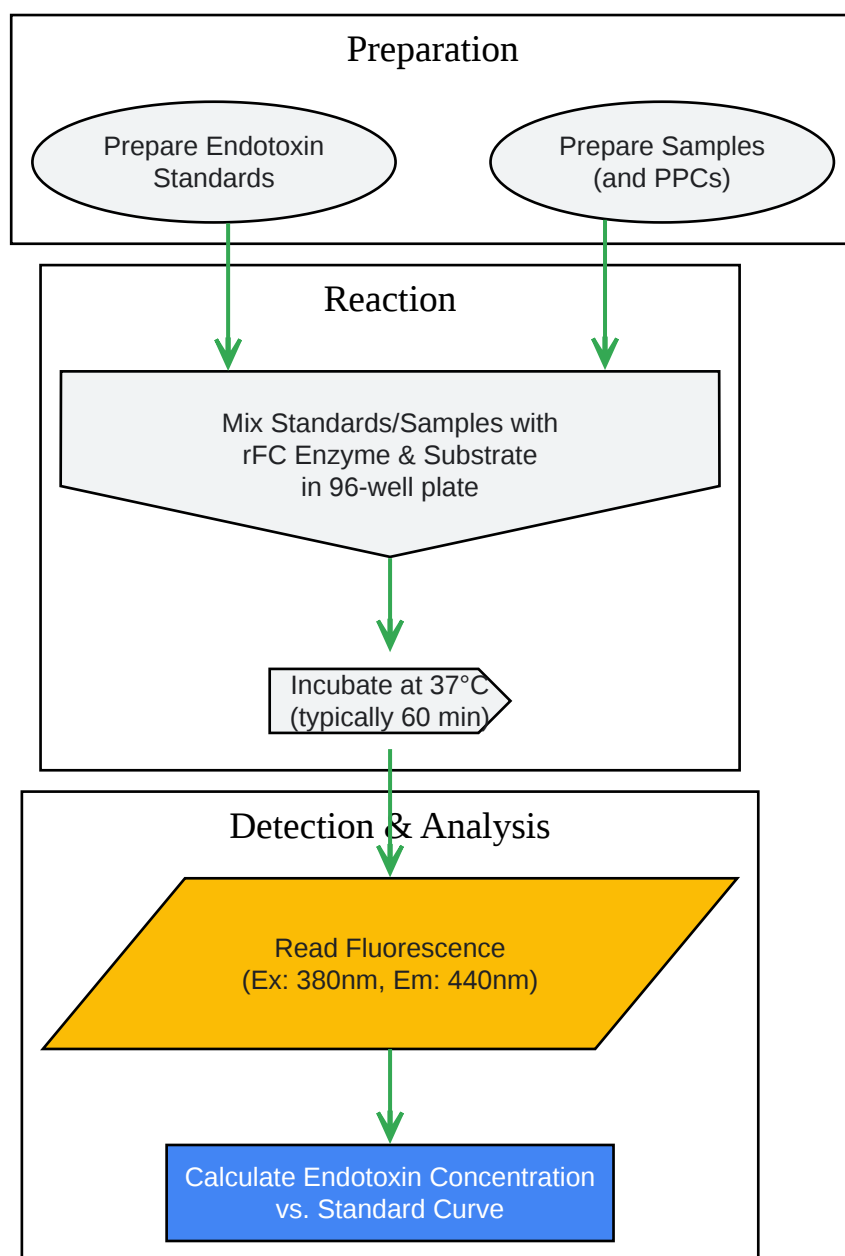 Preparation
Prepare Endotoxin
Standards
Prepare Samples
(and PPCs)
Reaction
Mix Standards/Samples with
rFC Enzyme & Substrate
in 96-well plate
Incubate at 37°C
(typically 60 min)
Detection & Analysis
Read Fluorescence
(Ex: 380nm, Em: 440nm)
Calculate Endotoxin Concentration
vs. Standard Curve